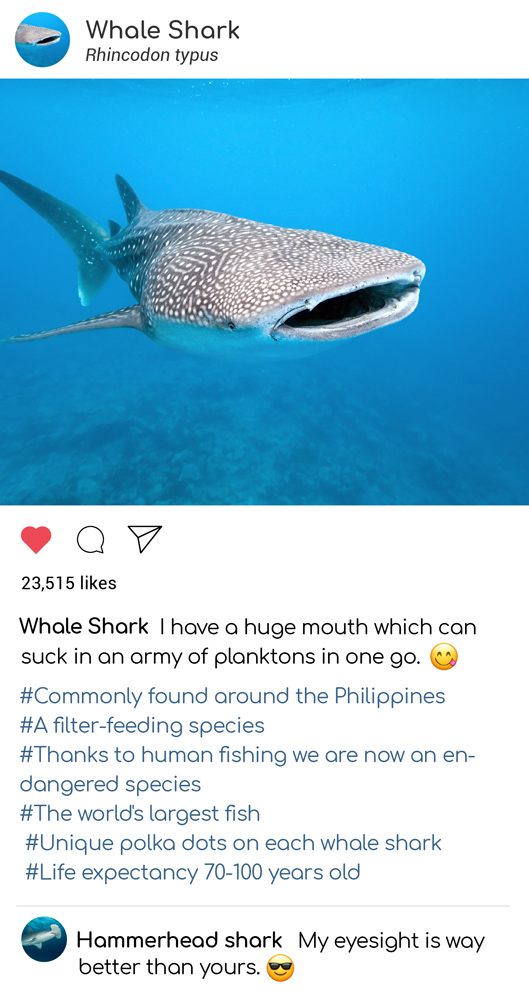 Whale Shark
Rhincodon typus
23,515 likes
Whale Shark I have a huge mouth which can
suck in an army of planktons in one go. 😋
#Commonly found around the Philippines
#A filter-feeding species
#Thanks to human fishing we are now an en-
dangered species
#The world's largest fish
#Unique polka dots on each whale shark
#Life expectancy 70-100 years old
Hammerhead shark My eyesight is way
better than yours. 😎